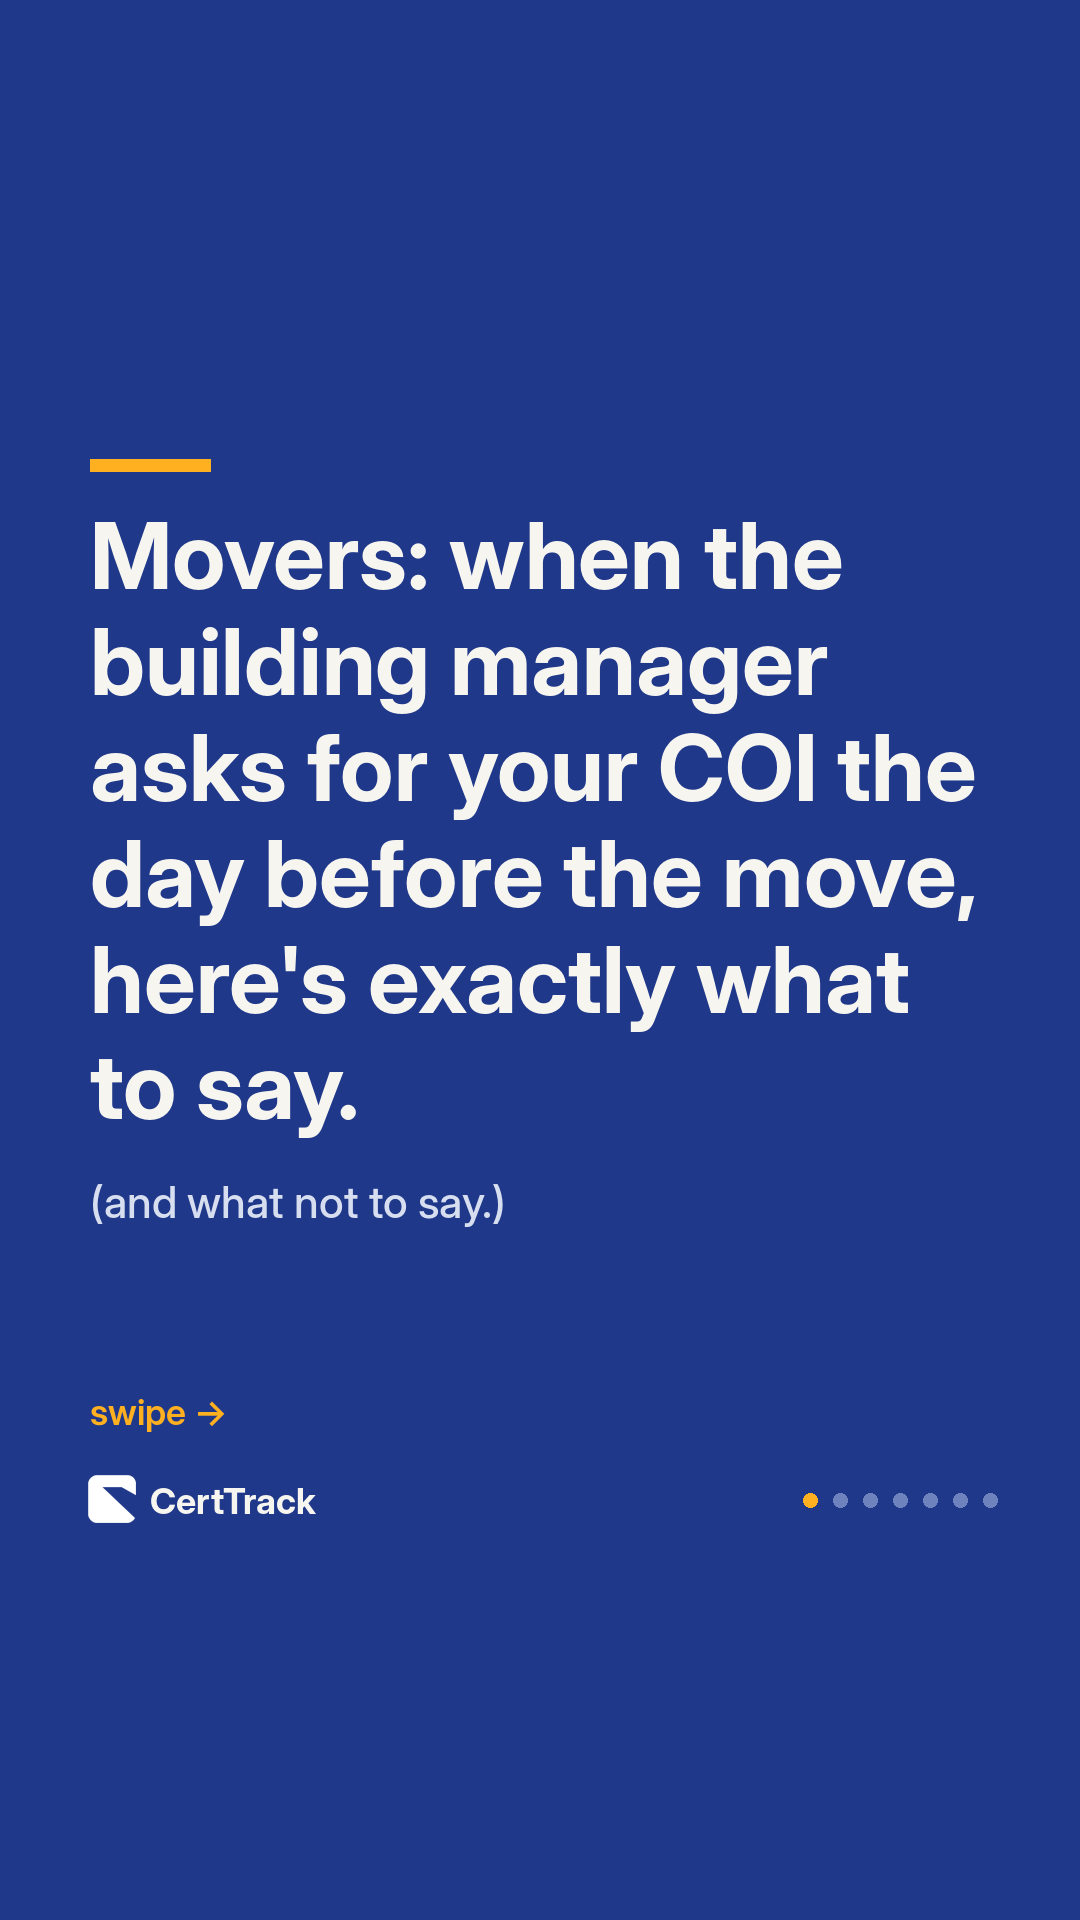 Movers: when the
building manager
asks for your COI the
day before the move,
here's exactly what
to say.
(and what not to say.)
swipe →
CertTrack